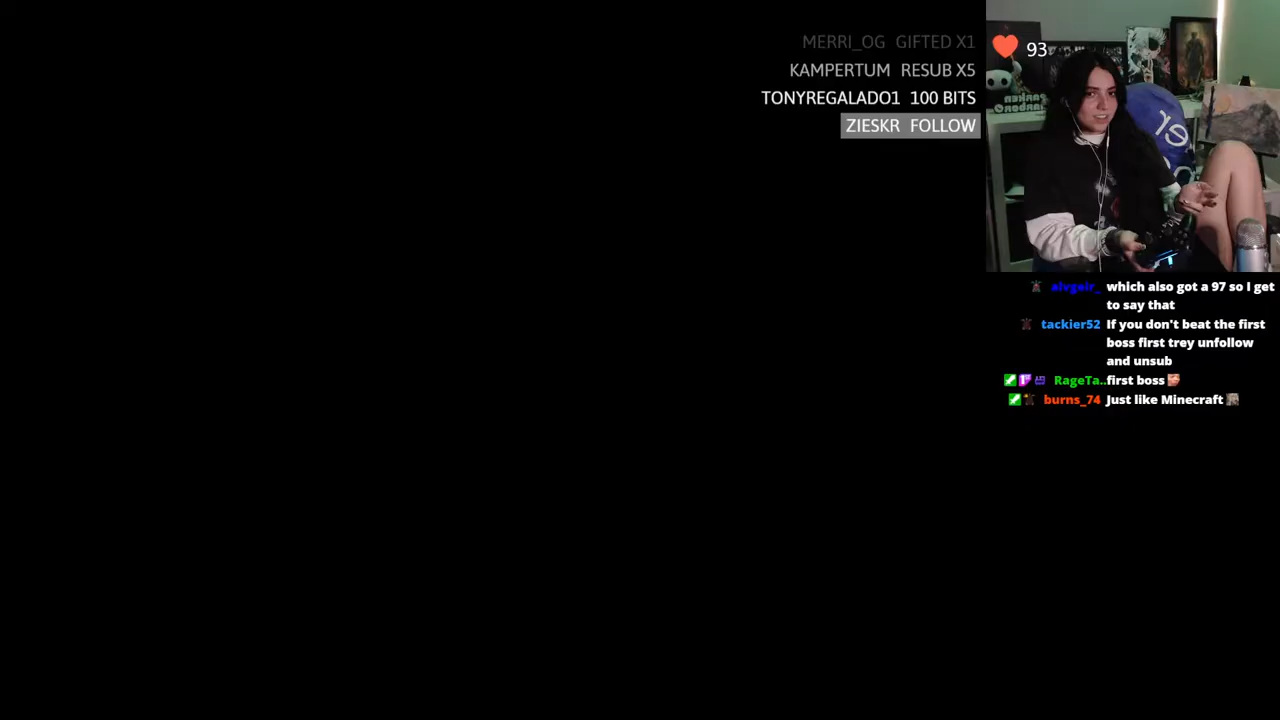 MERRI_OG GIFTED X1
KAMPERTUM RESUB X5
TONYREGALADO1 100 BITS
ZIESKR FOLLOW
93
which also got a 97 so I get
to say that
tackier52 If you don't beat the first
boss first trey unfollow
and unsub
RageTa.. first boss
burns_74 Just like Minecraft